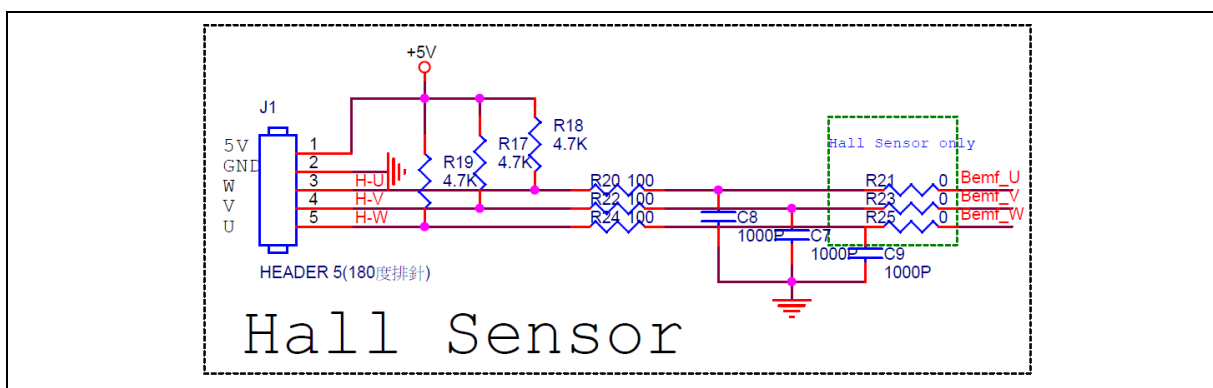 +5V
J1
5V
GND
W
V
U
1
2
3
4
5
H-U
H-V
H-W
R19
4.7K
R17
4.7K
R18
4.7K
R20 100
R22 100
R24 100
C8
1000P
C7
1000P
C9
1000P
Hall Sensor only
R21 0
R23 0
R25 0
Bemf_U
Bemf_V
Bemf_W
HEADER 5(180度排針)
Hall Sensor